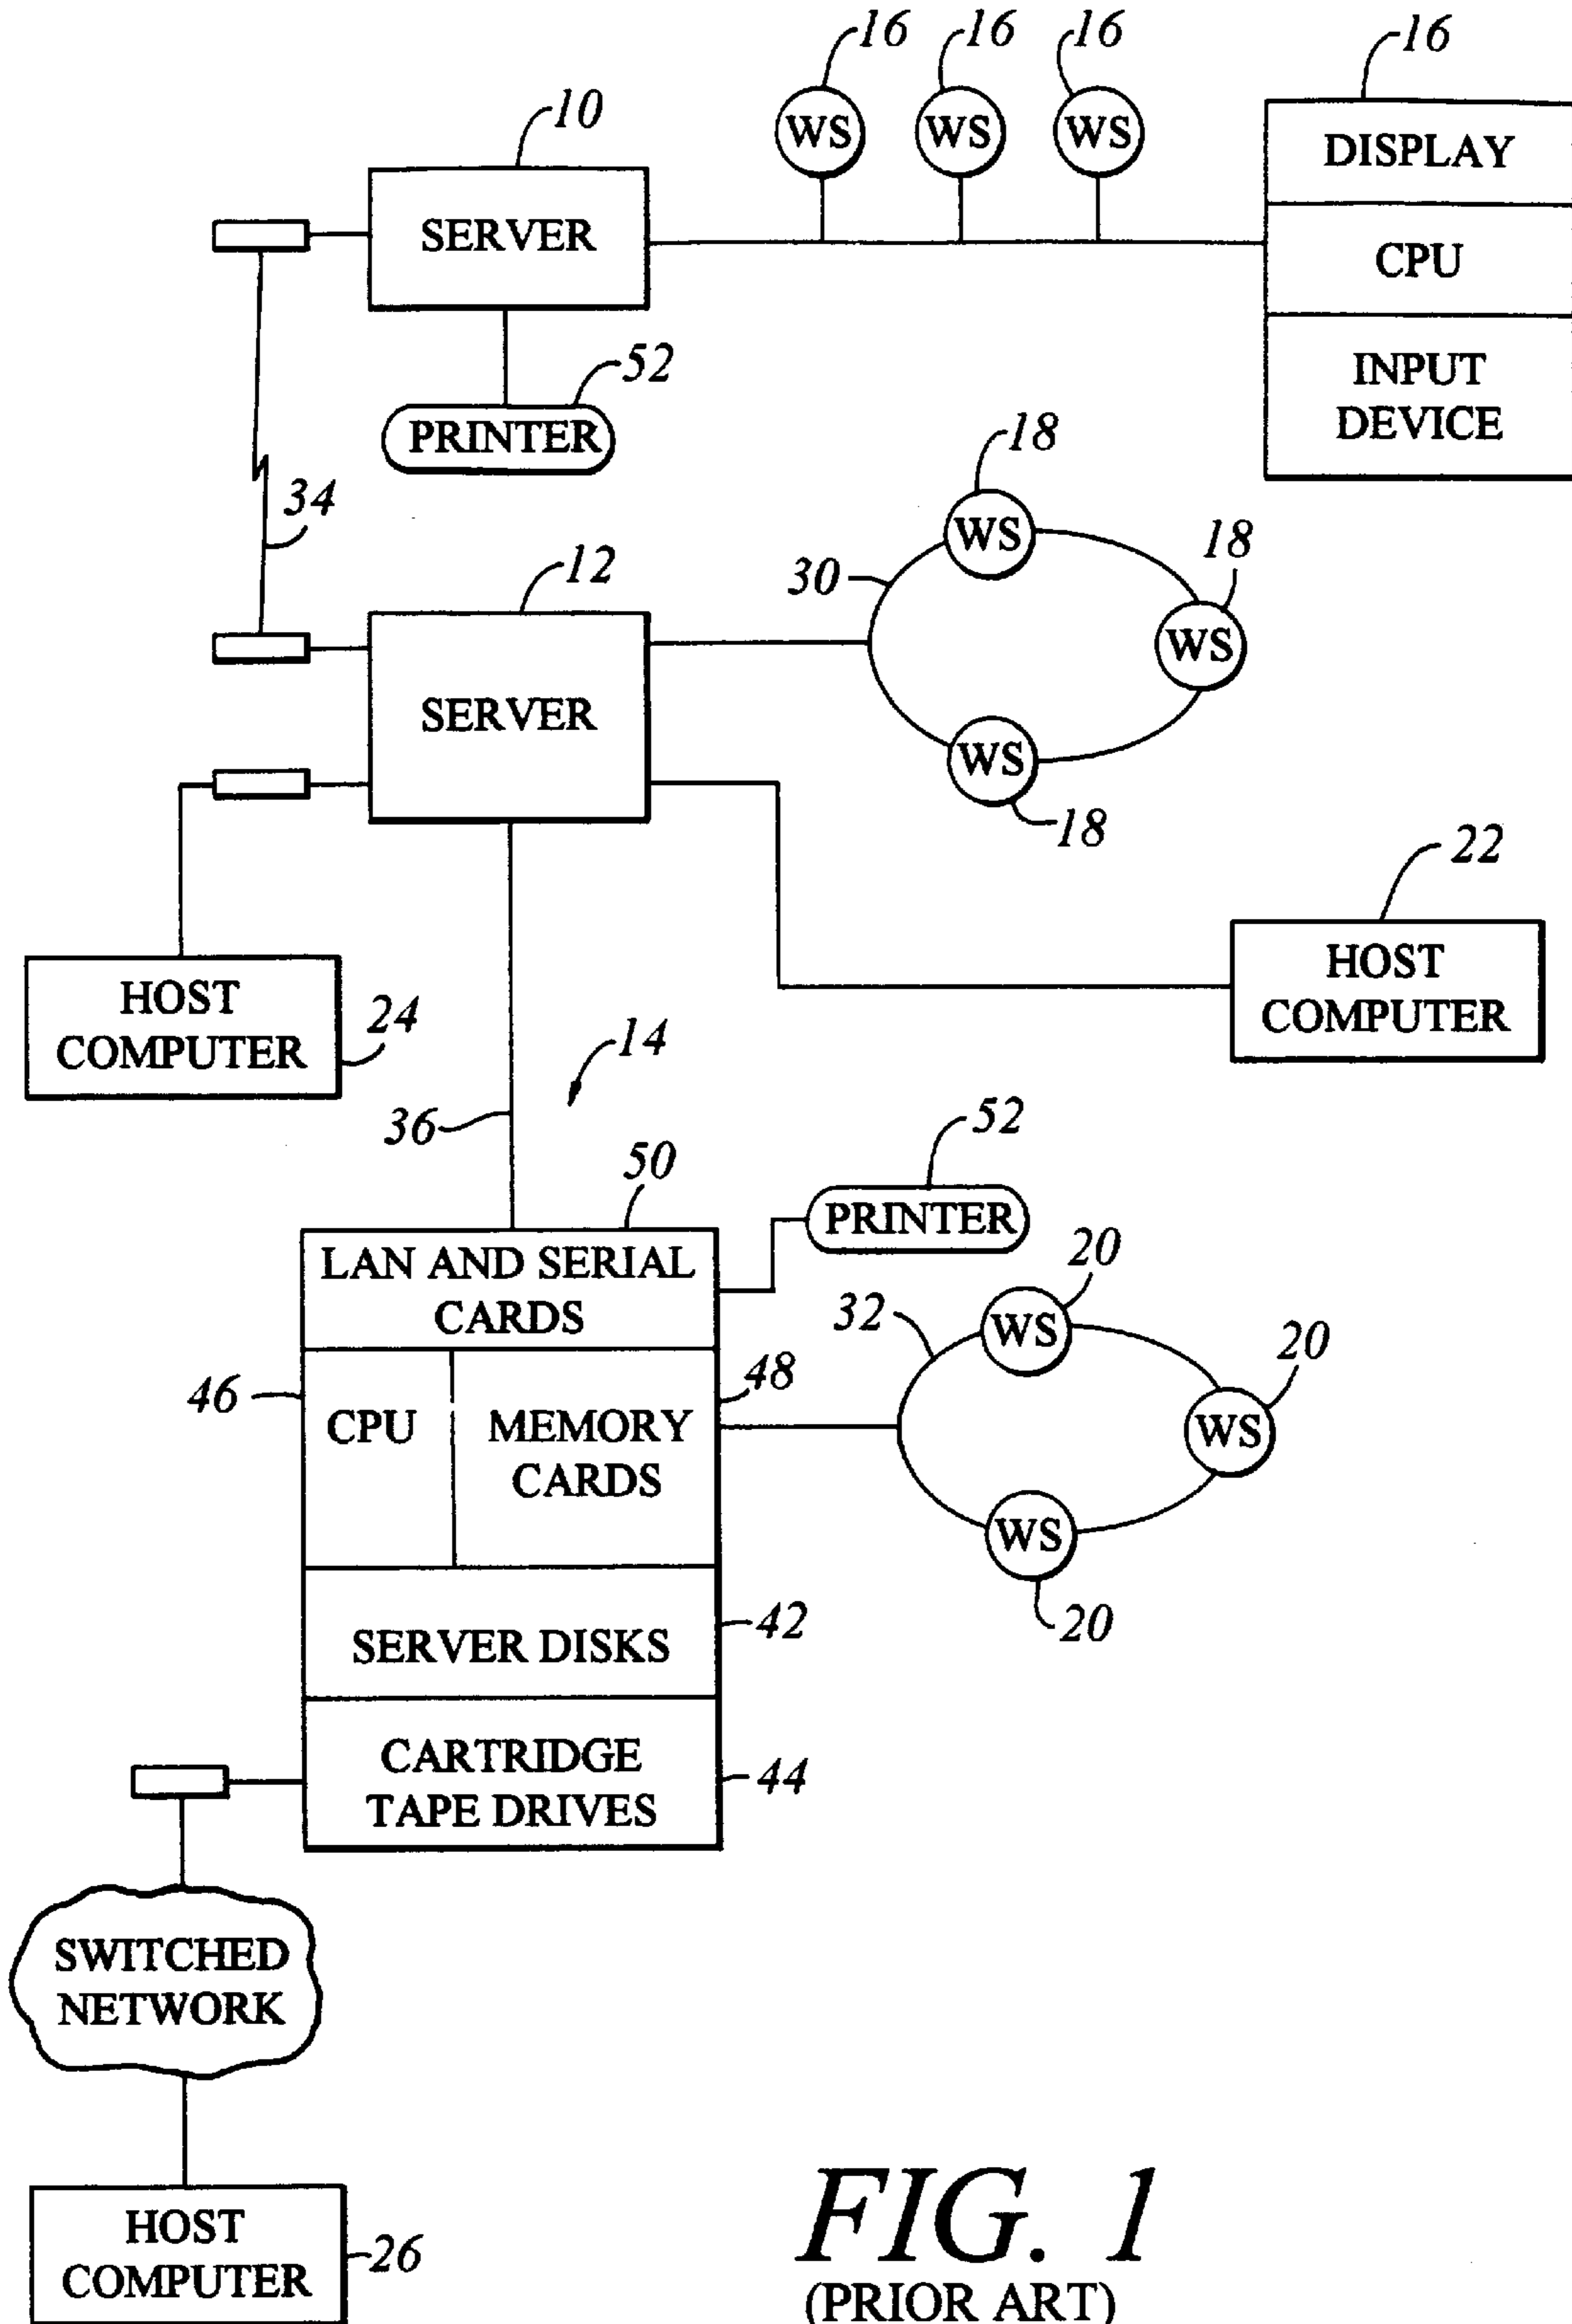 16
16
16
16
WS
WS
WS
DISPLAY
CPU
INPUT
DEVICE
10
SERVER
52
PRINTER
34
18
WS
18
WS
30
WS
18
12
SERVER
22
HOST
COMPUTER
HOST
COMPUTER
24
14
36
50
52
PRINTER
LAN AND SERIAL
CARDS
20
WS
32
20
WS
WS
20
46
CPU
48
MEMORY
CARDS
SERVER DISKS
42
CARTRIDGE
TAPE DRIVES
44
SWITCHED
NETWORK
HOST
COMPUTER
26
FIG. 1
(PRIOR ART)